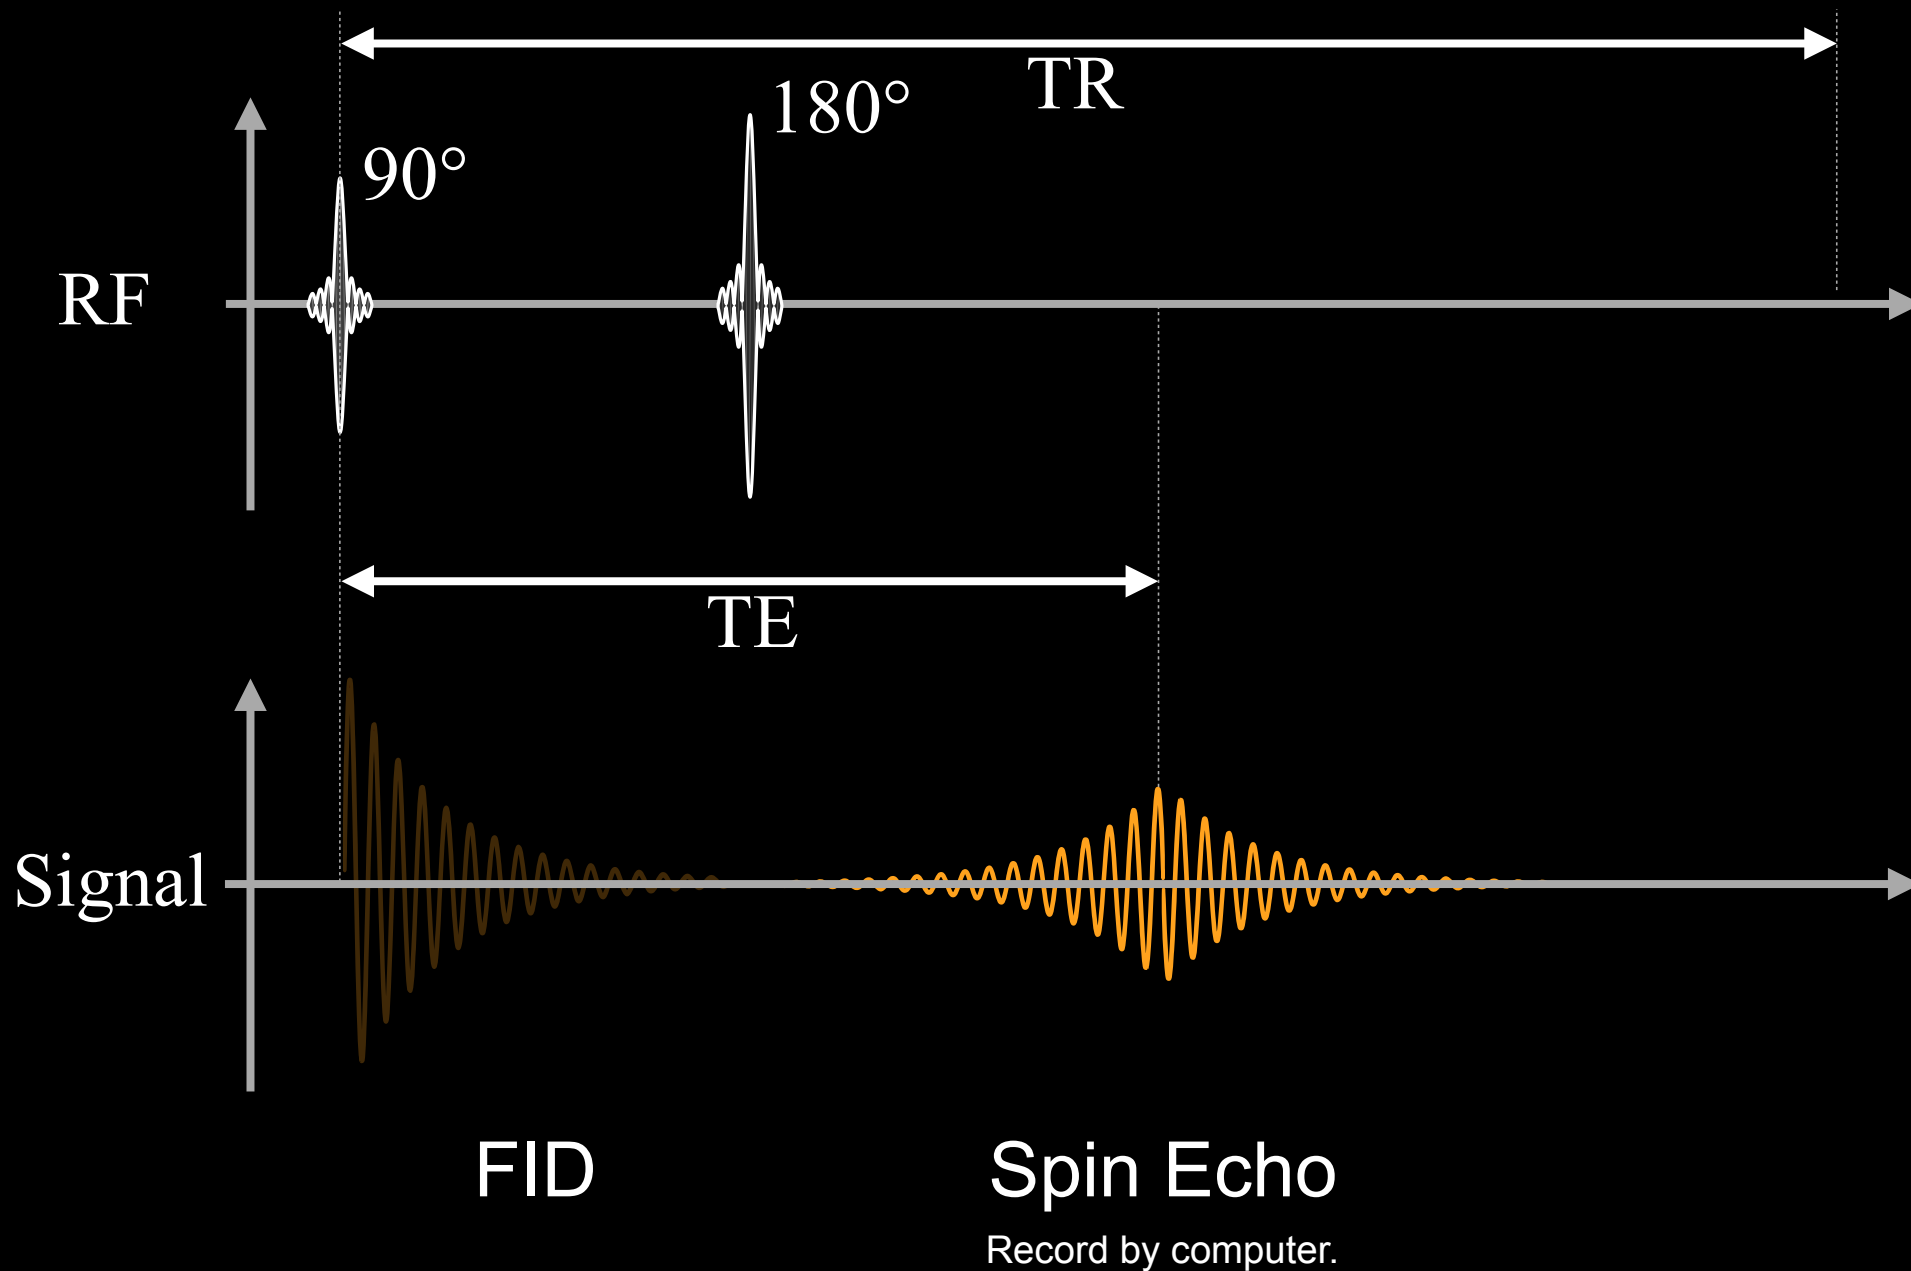 TR
180°
90°
RF
TE
Signal
FID
Spin Echo
Record by computer.